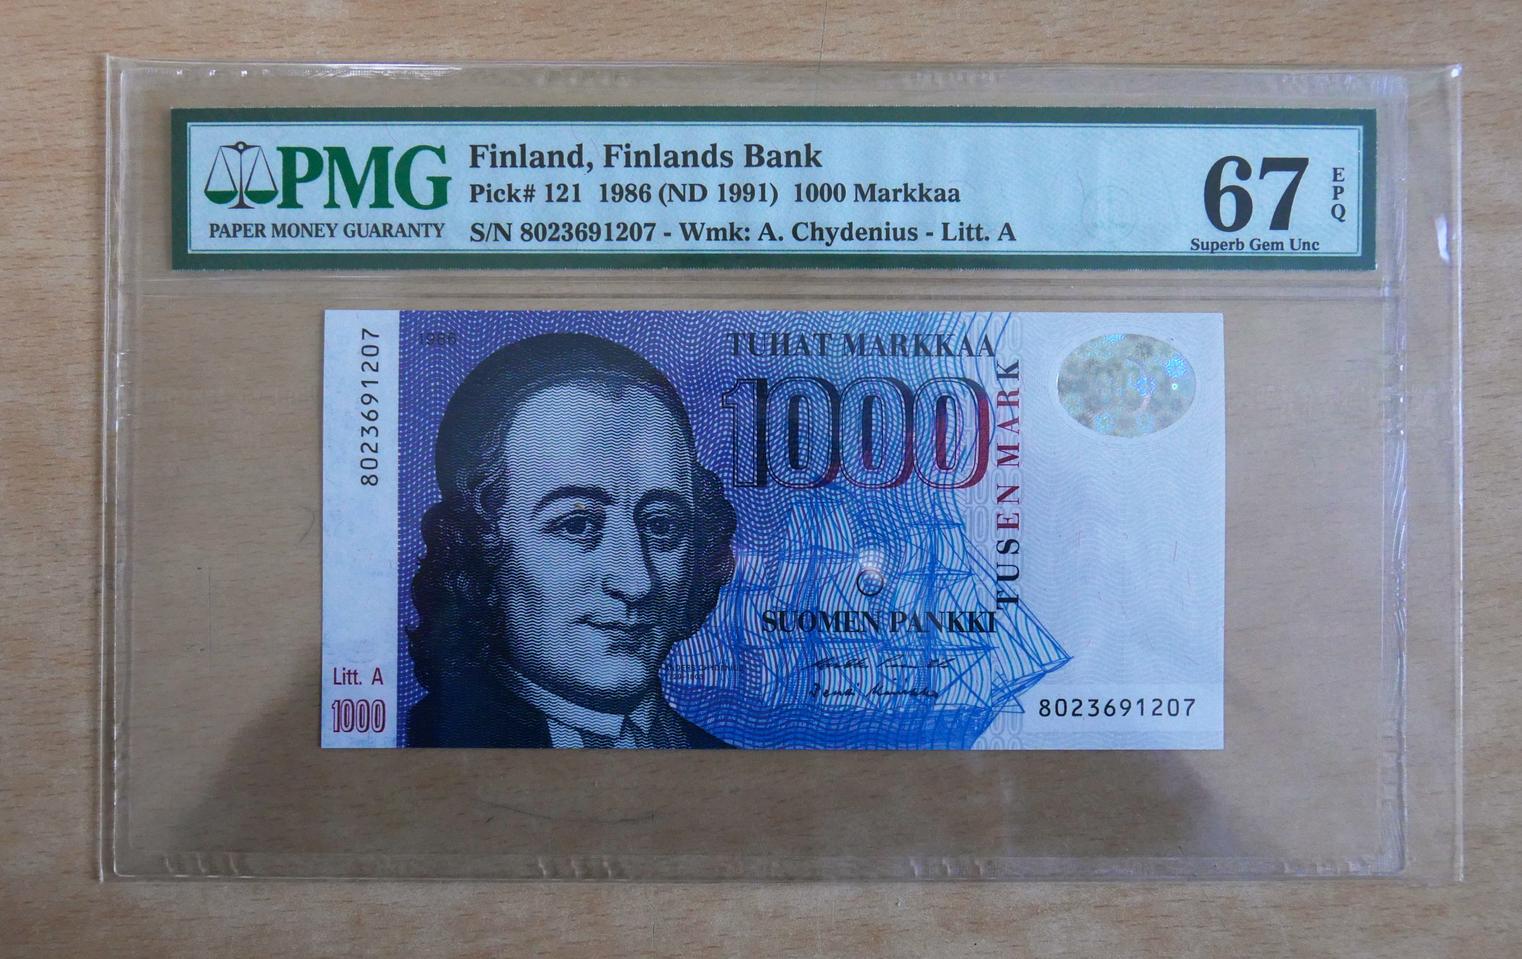 PMG
PAPER MONEY GUARANTY
Finland, Finlands Bank
Pick# 121 1986 (ND 1991) 1000 Markkaa
S/N 8023691207 - Wmk: A. Chydenius - Litt. A
67
EPQ
Superb Gem Unc
8023691207
1986
TUHAT MARKKAA
1000
TUSEN MARK
SUOMEN PANKKI
Litt. A
1000
8023691207